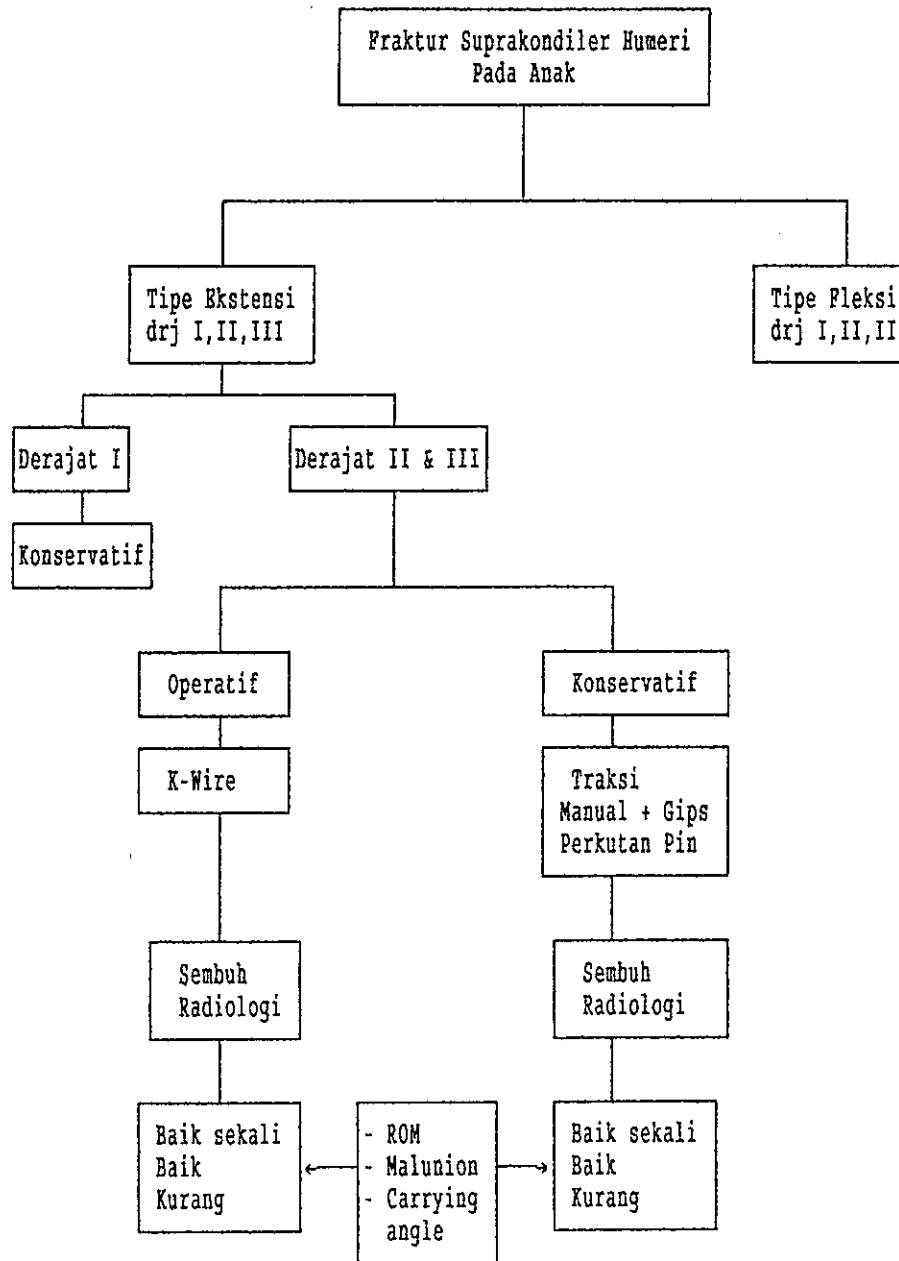 Fraktur Suprakondiler Humeri
Pada Anak
Tipe Ekstensi
drj I,II,III
Tipe Fleksi
drj I,II,II
Derajat I
Derajat II & III
Konservatif
Operatif
Konservatif
K-Wire
Traksi
Manual + Gips
Perkutan Pin
Sembuh
Radiologi
Sembuh
Radiologi
Baik sekali
Baik
Kurang
- ROM
- Malunion
- Carrying
angle
Baik sekali
Baik
Kurang